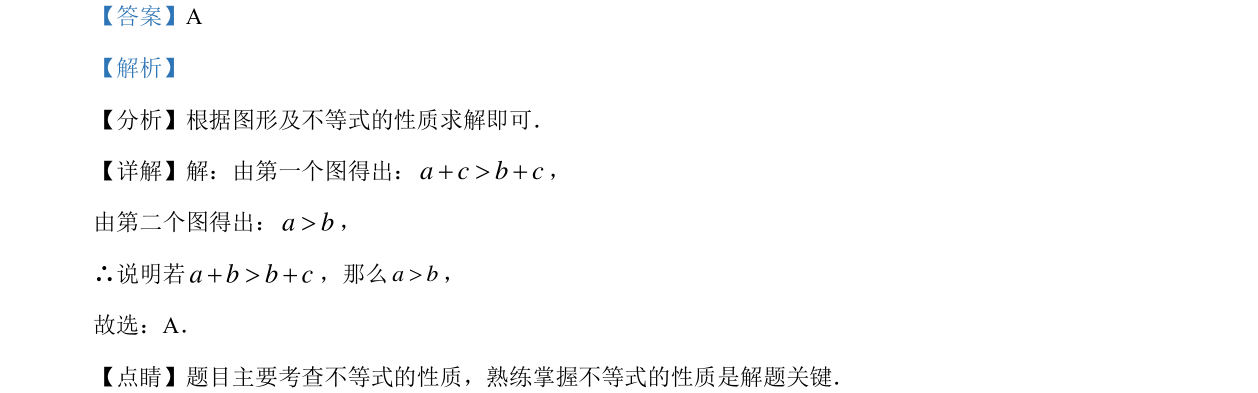 【答案】A
【解析】
【分析】根据图形及不等式的性质求解即可．
【详解】解：由第一个图得出：a+c>b+c，
由第二个图得出：a>b，
∴说明若a+b>b+c，那么a>b，
故选：A．
【点睛】题目主要考查不等式的性质，熟练掌握不等式的性质是解题关键．